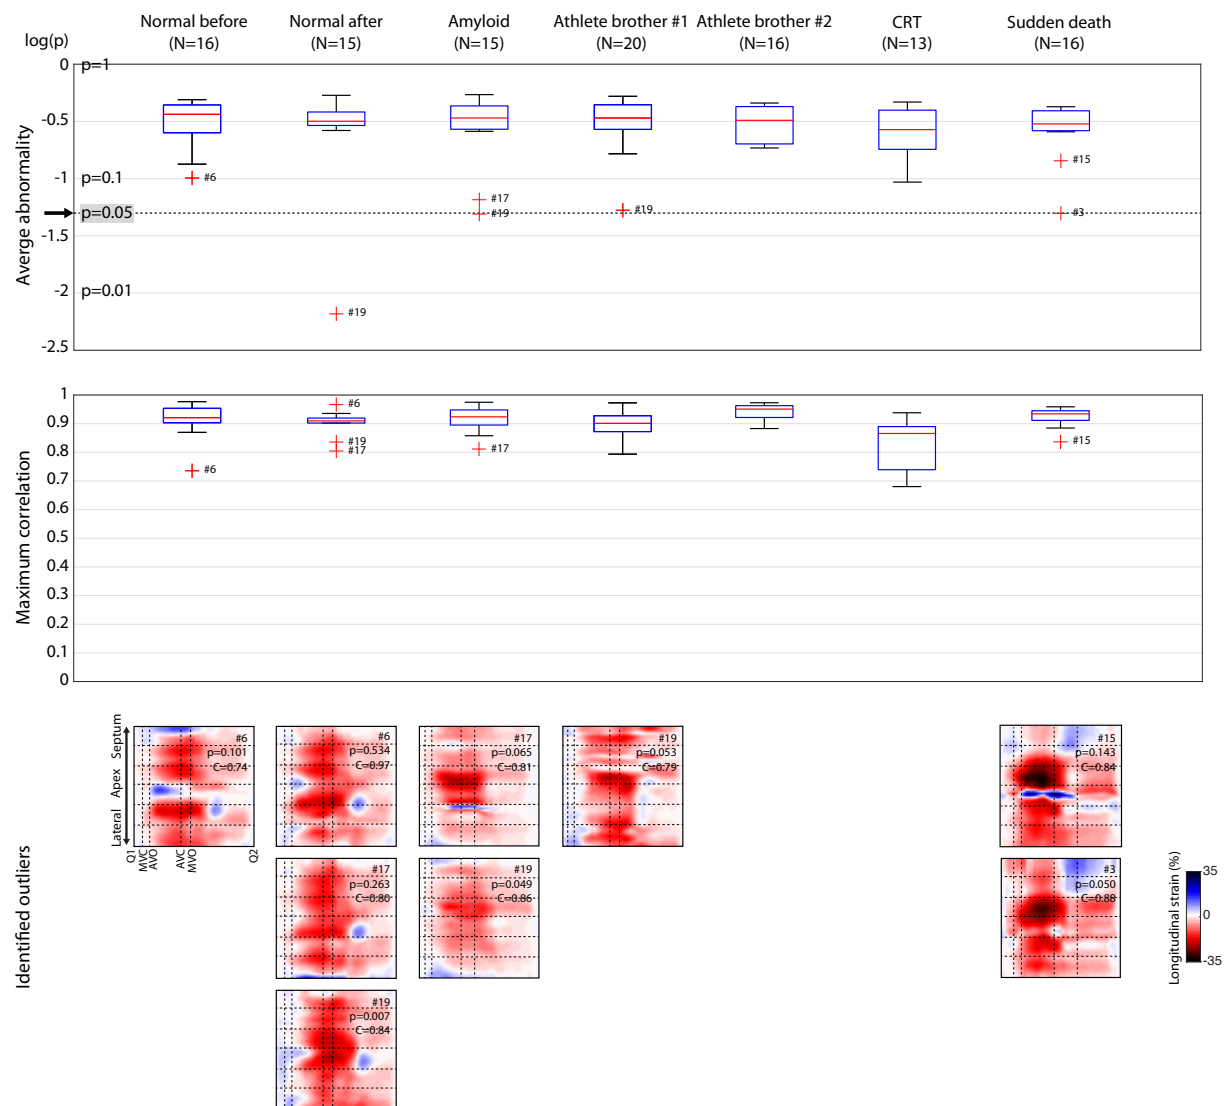 Normal before
(N=16)
Normal after
(N=15)
Amyloid
(N=15)
Athlete brother #1
(N=20)
Athlete brother #2
(N=16)
CRT
(N=13)
Sudden death
(N=16)
log(p)
Averge abnormality
0
-0.5
-1
-1.5
-2
-2.5
p=1
p=0.1
p=0.05
p=0.01
#6
#19
#17
#19
#19
#15
#3
Maximum correlation
1
0.9
0.8
0.7
0.6
0.5
0.4
0.3
0.2
0.1
0
#6
#6
#19
#17
#17
#15
Identified outliers
Lateral Apex Septum
Q1
MVC
AVO
AVC
MVO
Q2
#6
p=0.101
C=0.74
#6
p=0.534
C=0.97
#17
p=0.065
C=0.81
#19
p=0.053
C=0.79
#15
p=0.143
C=0.84
#17
p=0.263
C=0.80
#19
p=0.049
C=0.86
#3
p=0.050
C=0.88
#19
p=0.007
C=0.84
Longitudinal strain (%)
35
0
-35